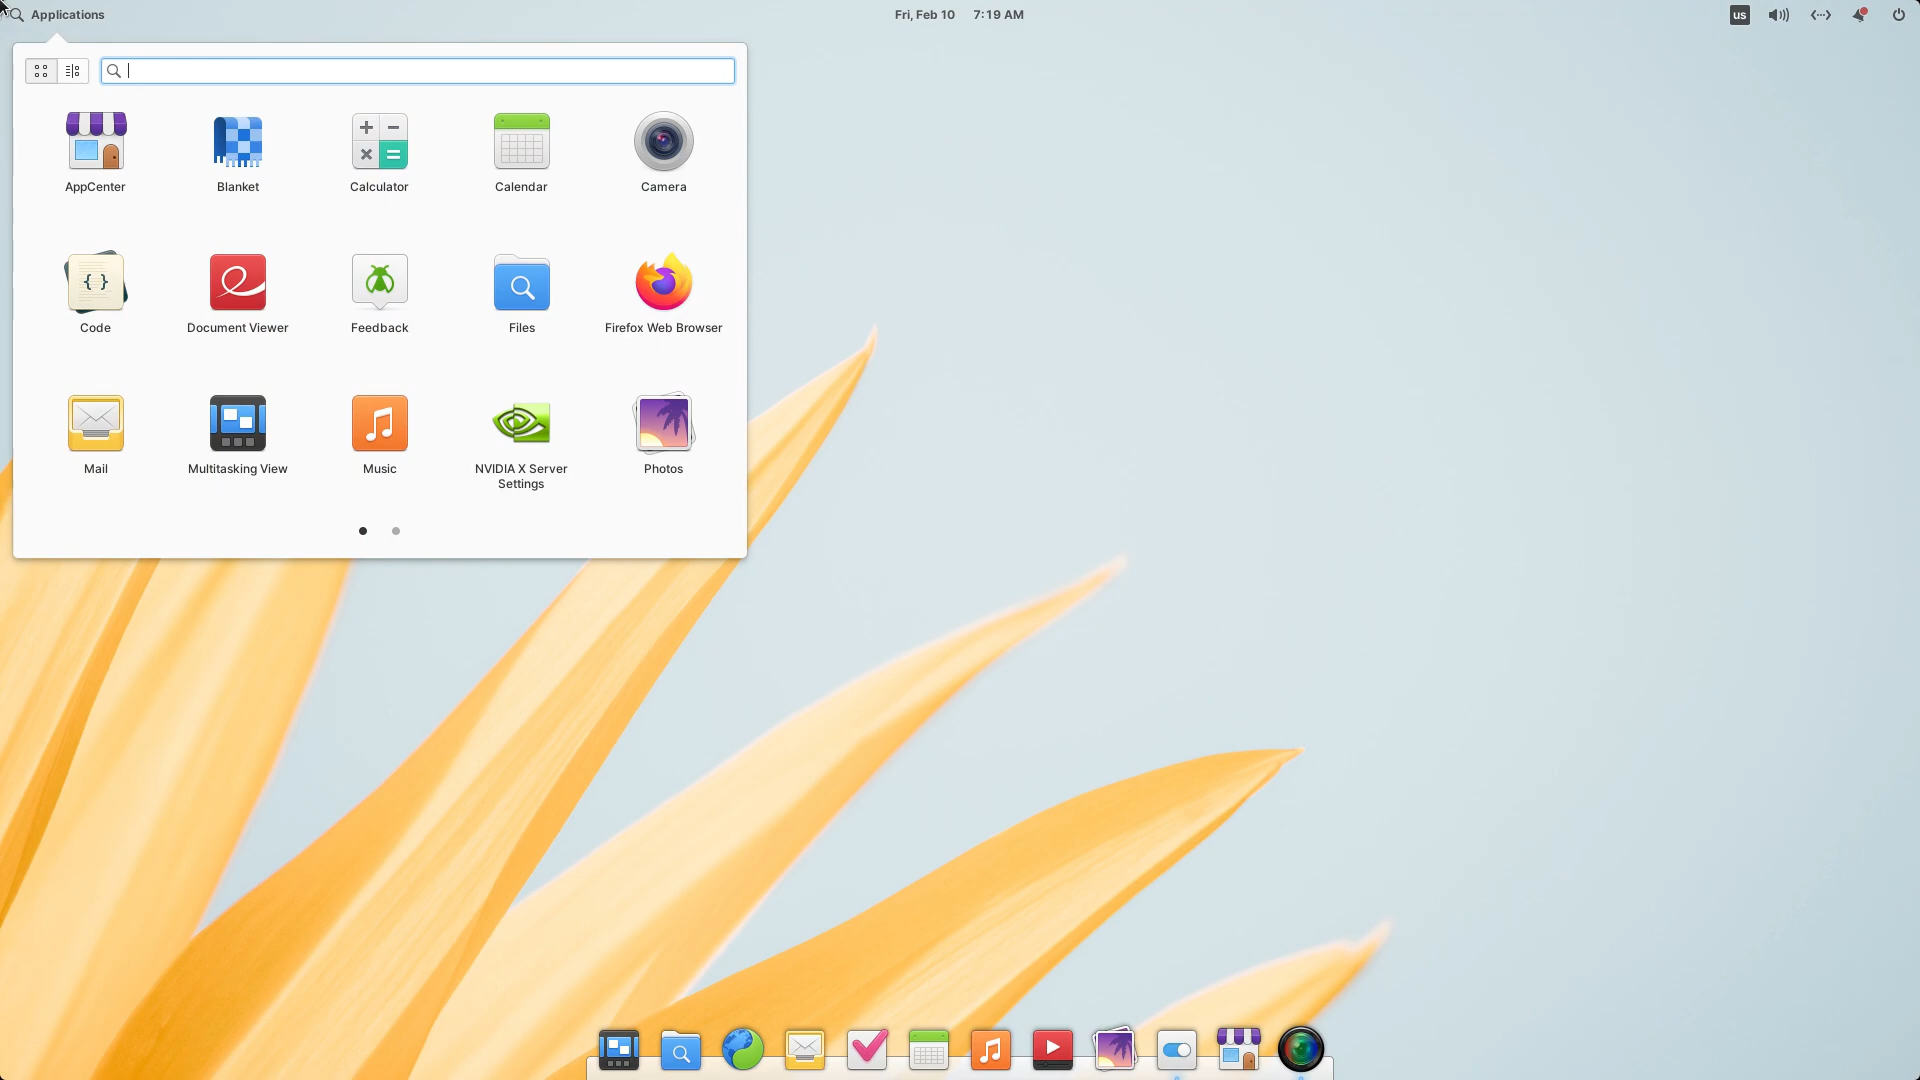 Applications
Fri, Feb 10 7:19 AM
us
AppCenter
Blanket
Calculator
Calendar
Camera
Code
Document Viewer
Feedback
Files
Firefox Web Browser
Mail
Multitasking View
Music
NVIDIA X Server
Settings
Photos